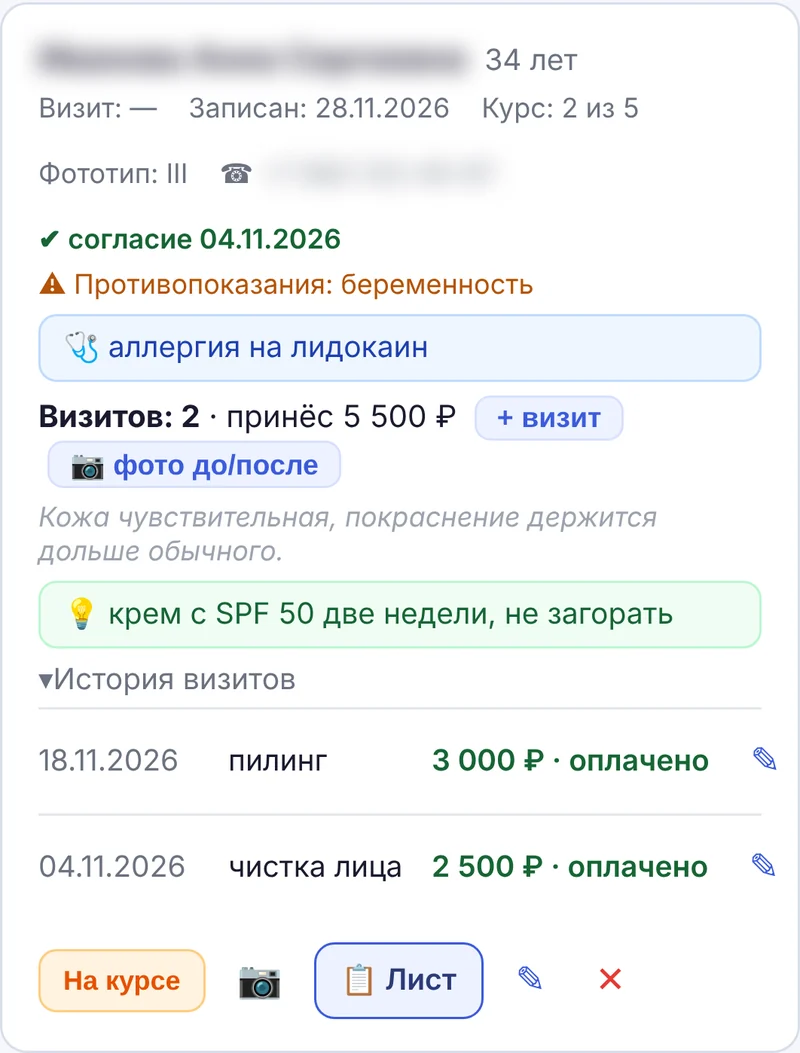 34 лет
Визит: — Записан: 28.11.2026 Курс: 2 из 5
Фототип: III ☎
✔ согласие 04.11.2026
⚠ Противопоказания: беременность
🩺 аллергия на лидокаин
Визитов: 2 · принёс 5 500 ₽ + визит
📷 фото до/после
Кожа чувствительная, покраснение держится
дольше обычного.
💡 крем с SPF 50 две недели, не загорать
▾История визитов
18.11.2026 пилинг 3 000 ₽ · оплачено ✎
04.11.2026 чистка лица 2 500 ₽ · оплачено ✎
На курсе 📷 📋 Лист ✎ ✕